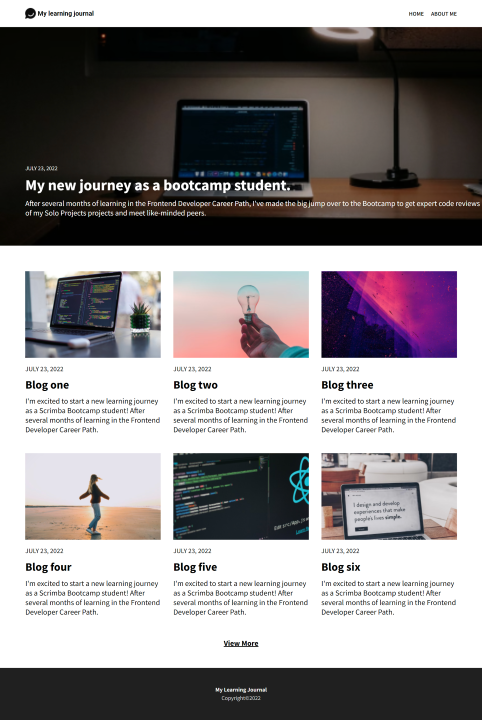 My learning journal
HOME ABOUT ME
JULY 23, 2022
My new journey as a bootcamp student.
After several months of learning in the Frontend Developer Career Path, I've made the big jump over to the Bootcamp to get expert code reviews
of my Solo Projects projects and meet like-minded peers.
JULY 23, 2022
Blog one
I'm excited to start a new learning journey
as a Scrimba Bootcamp student! After
several months of learning in the Frontend
Developer Career Path.
JULY 23, 2022
Blog two
I'm excited to start a new learning journey
as a Scrimba Bootcamp student! After
several months of learning in the Frontend
Developer Career Path.
JULY 23, 2022
Blog three
I'm excited to start a new learning journey
as a Scrimba Bootcamp student! After
several months of learning in the Frontend
Developer Career Path.
I design and develop
experiences that make
people's lives simple.
JULY 23, 2022
Blog four
I'm excited to start a new learning journey
as a Scrimba Bootcamp student! After
several months of learning in the Frontend
Developer Career Path.
JULY 23, 2022
Blog five
I'm excited to start a new learning journey
as a Scrimba Bootcamp student! After
several months of learning in the Frontend
Developer Career Path.
JULY 23, 2022
Blog six
I'm excited to start a new learning journey
as a Scrimba Bootcamp student! After
several months of learning in the Frontend
Developer Career Path.
View More
My Learning Journal
Copyright©2022